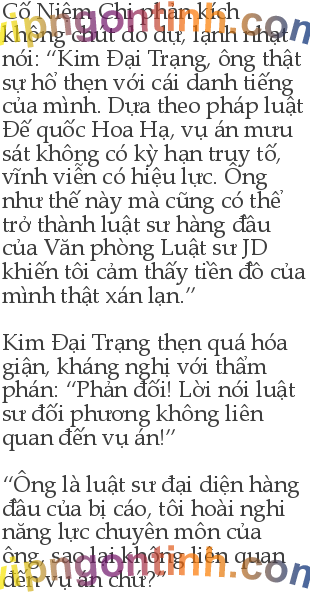 Cố Niệm Chi phản kích
không chút do dự, lạnh nhạt
nói: “Kim Đại Trạng, ông thật
sự hổ thẹn với cái danh tiếng
của mình. Dựa theo pháp luật
Đế quốc Hoa Hạ, vụ án mưu
sát không có kỳ hạn truy tố,
vĩnh viễn có hiệu lực. Ông
như thế này mà cũng có thể
trở thành luật sư hàng đầu
của Văn phòng Luật sư JD
khiến tôi cảm thấy tiền đồ của
mình thật xán lạn.”

Kim Đại Trạng thẹn quá hóa
giận, kháng nghị với thẩm
phán: “Phản đối! Lời nói luật
sư đối phương không liên
quan đến vụ án!”

“Ông là luật sư đại diện hàng
đầu của bị cáo, tôi hoài nghi
năng lực chuyên môn của
ông, sao lại không liên quan
đến vụ án chứ?”
vipngontinh.com
vipngontinh.com